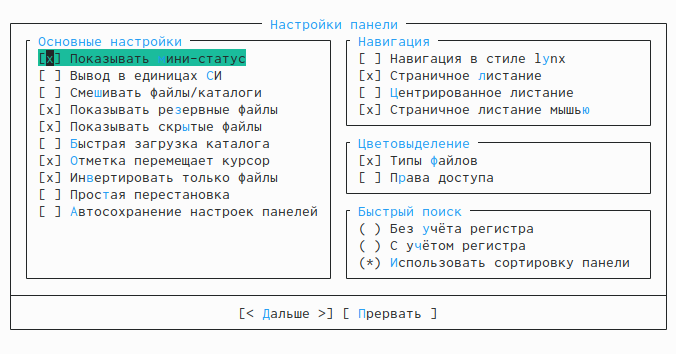 Настройки панели
Основные настройки
[x] Показывать мини-статус
[ ] Вывод в единицах СИ
[ ] Смешивать файлы/каталоги
[x] Показывать резервные файлы
[x] Показывать скрытые файлы
[ ] Быстрая загрузка каталога
[x] Отметка перемещает курсор
[x] Инвертировать только файлы
[ ] Простая перестановка
[ ] Автосохранение настроек панелей
Навигация
[ ] Навигация в стиле lynx
[x] Страничное листание
[ ] Центрированное листание
[x] Страничное листание мышью
Цветовыделение
[x] Типы файлов
[ ] Права доступа
Быстрый поиск
( ) Без учёта регистра
( ) С учётом регистра
(*) Использовать сортировку панели
[< Дальше >] [ Прервать ]